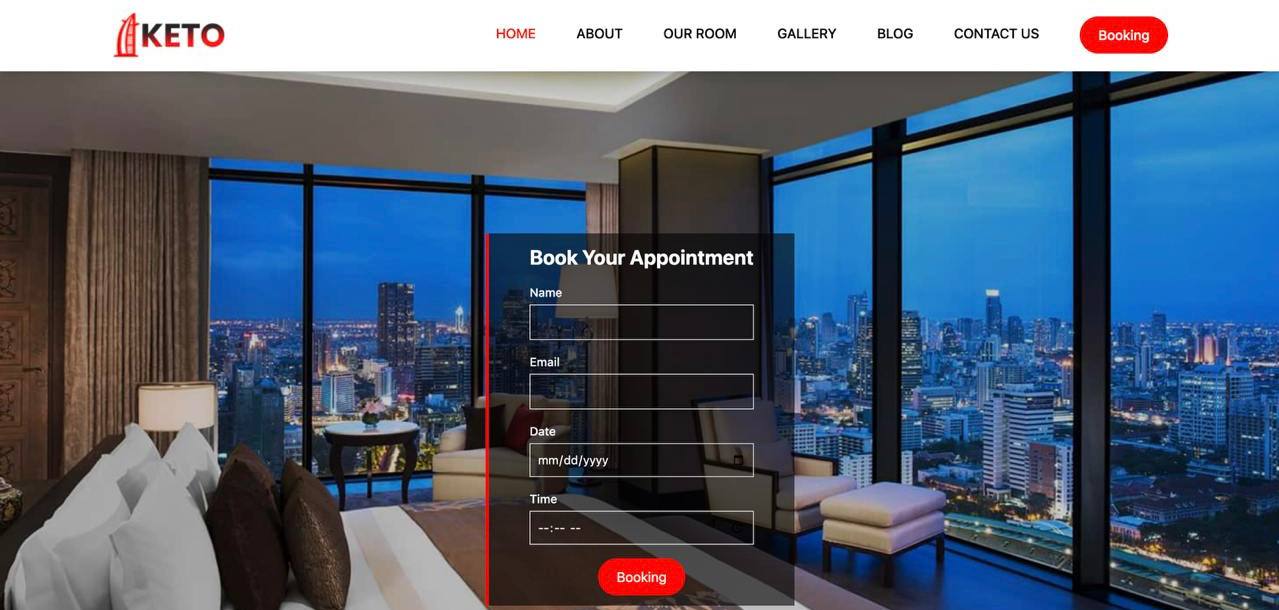 KETO
HOME
ABOUT
OUR ROOM
GALLERY
BLOG
CONTACT US
Booking
Book Your Appointment
Name
Email
Date
mm/dd/yyyy
Time
--:-- --
Booking